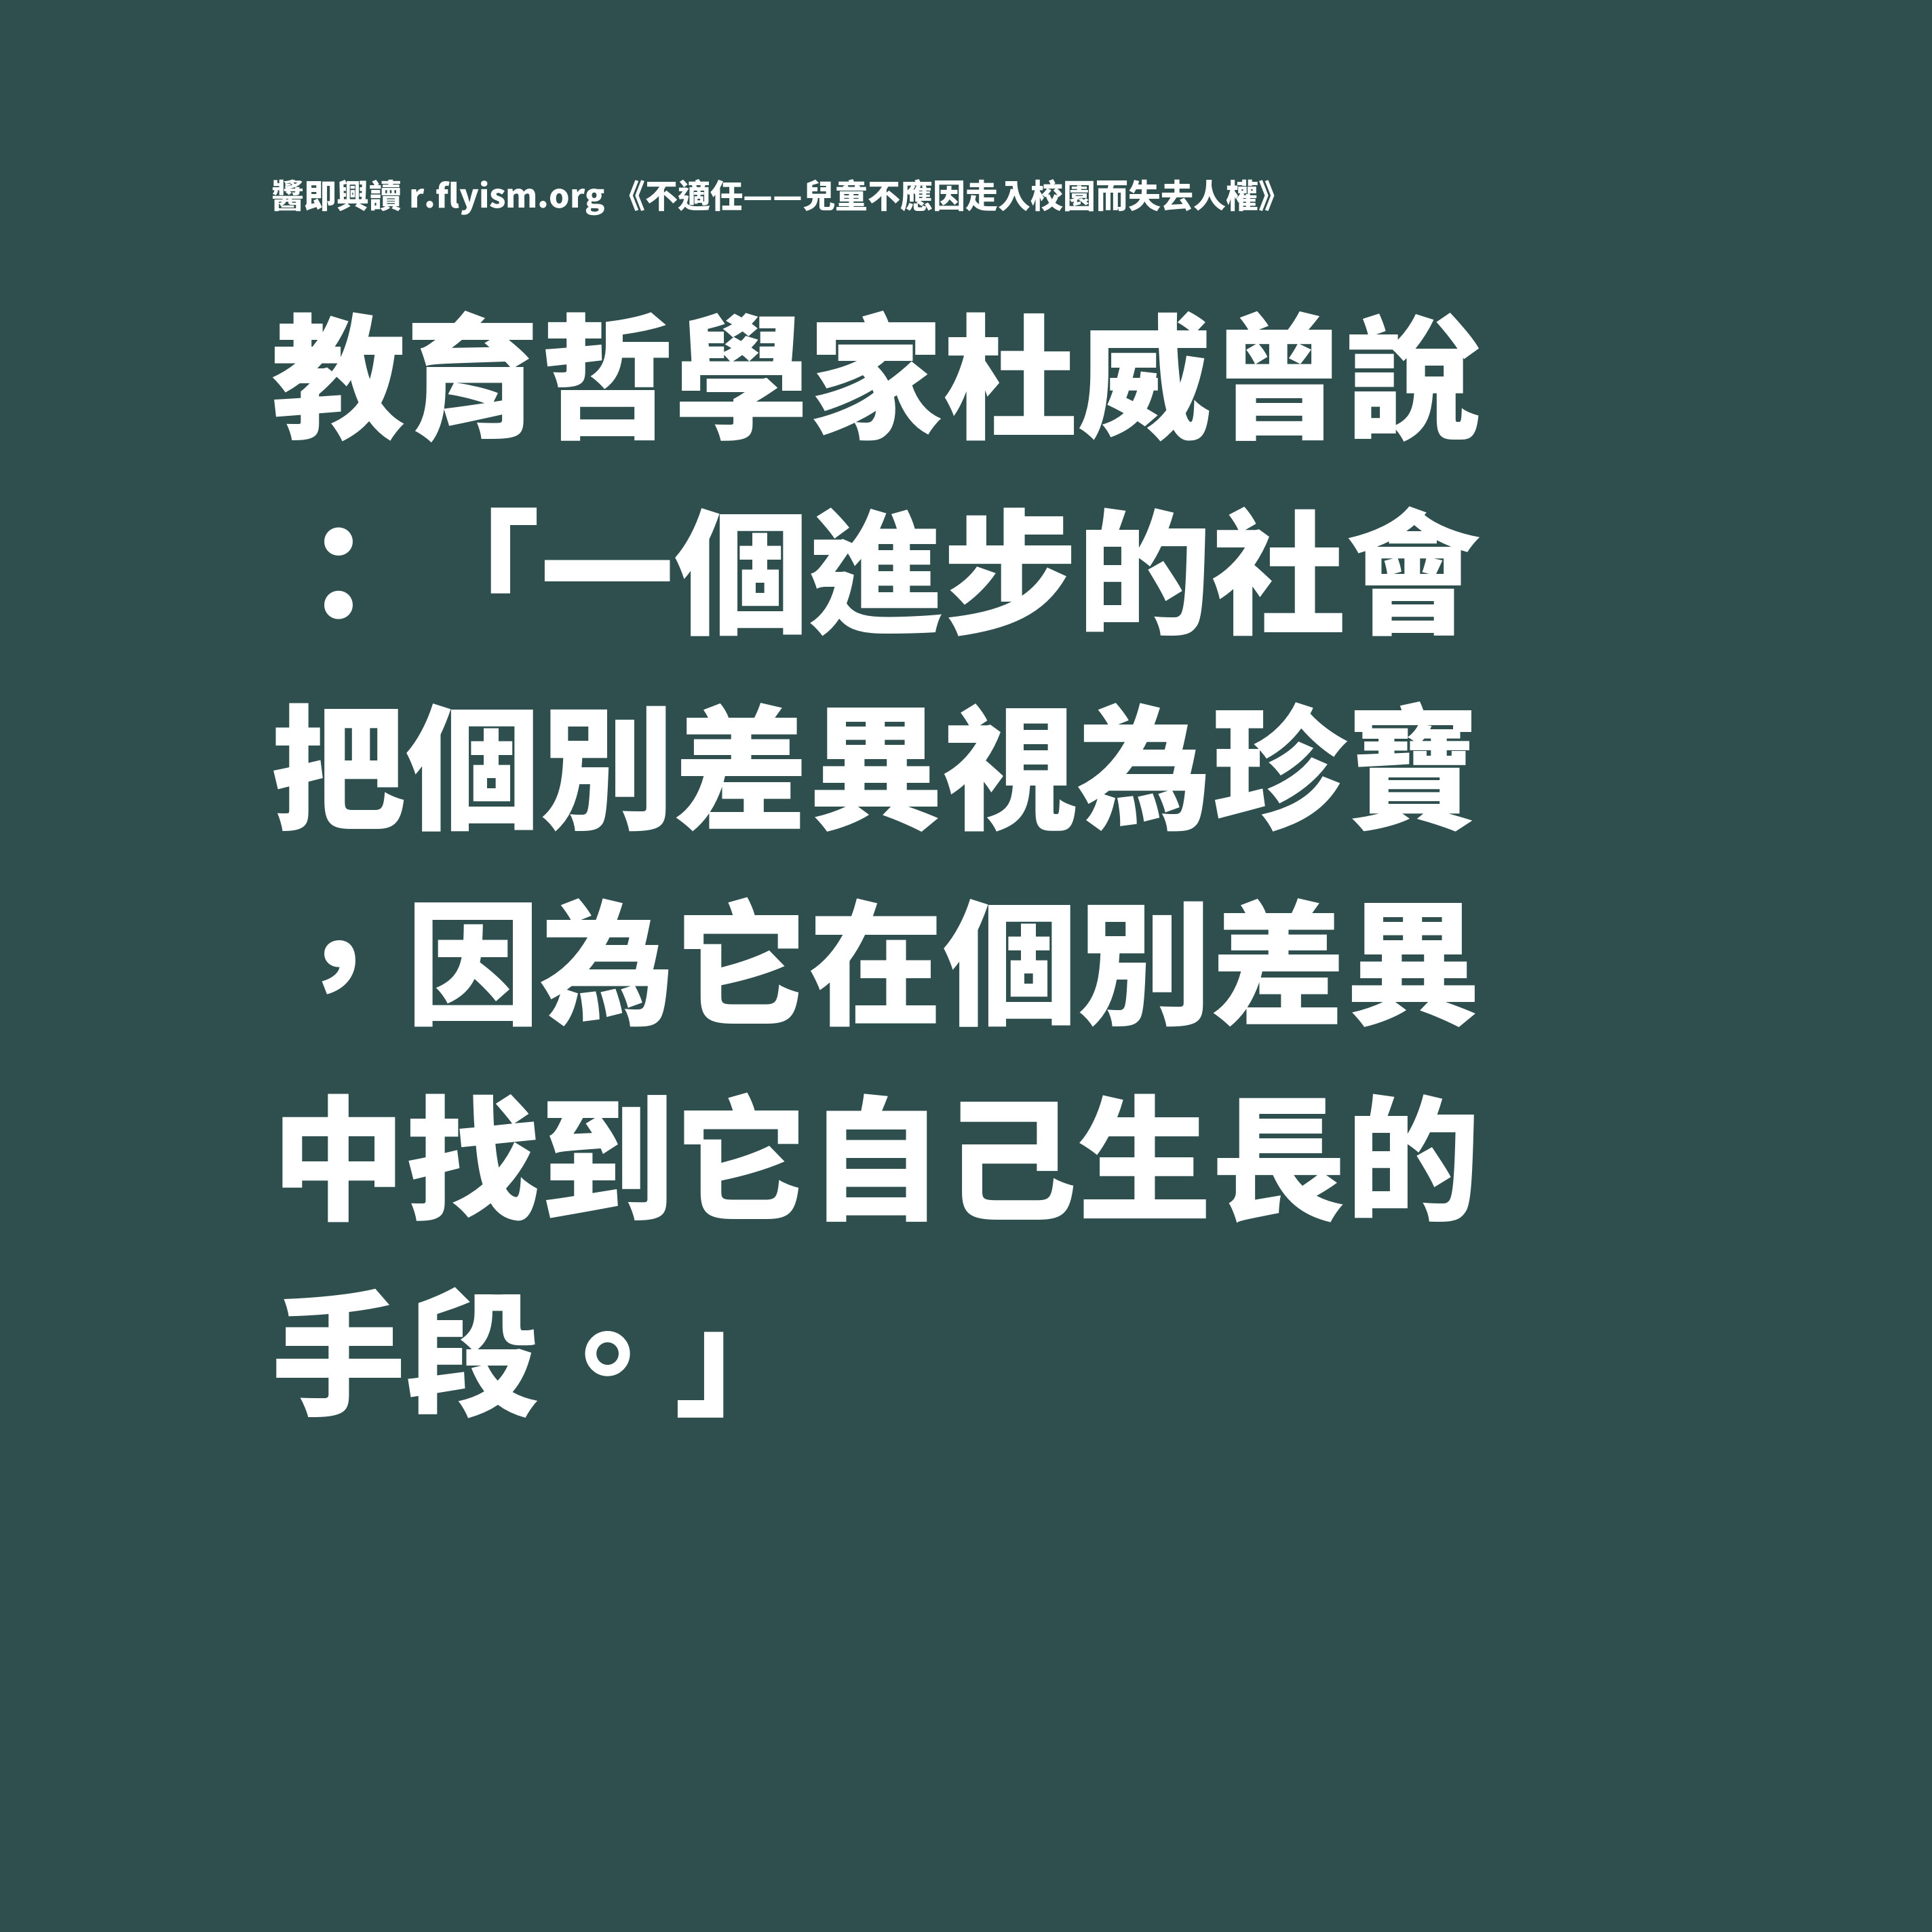 醫即興讀 r.flyism.org《不適任——兒童不應因走入校園而失去人權》
教育哲學家杜威曾說
：「一個進步的社會
把個別差異視為珍寶
，因為它在個別差異
中找到它自己生長的
手段。」